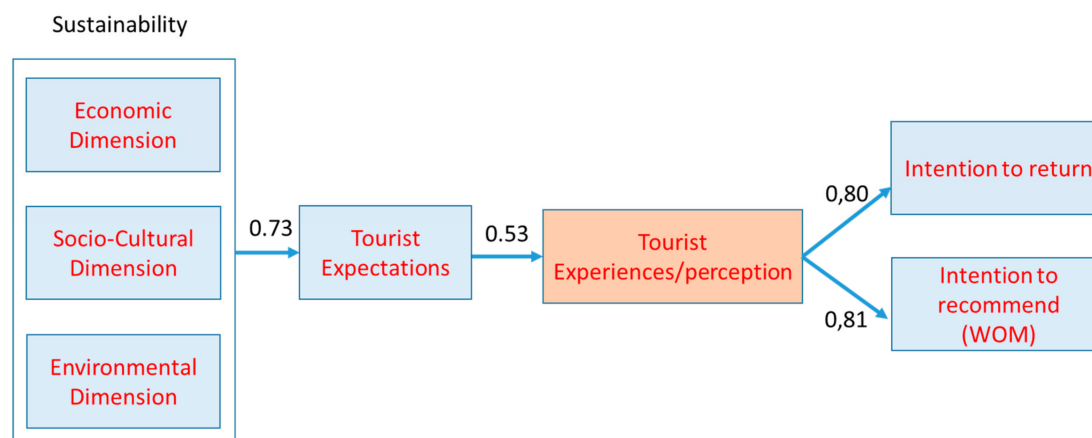 Sustainability
Economic
Dimension
Socio-Cultural
Dimension
Environmental
Dimension
0.73
Tourist
Expectations
0.53
Tourist
Experiences/perception
0,80
0,81
Intention to return
Intention to
recommend
(WOM)